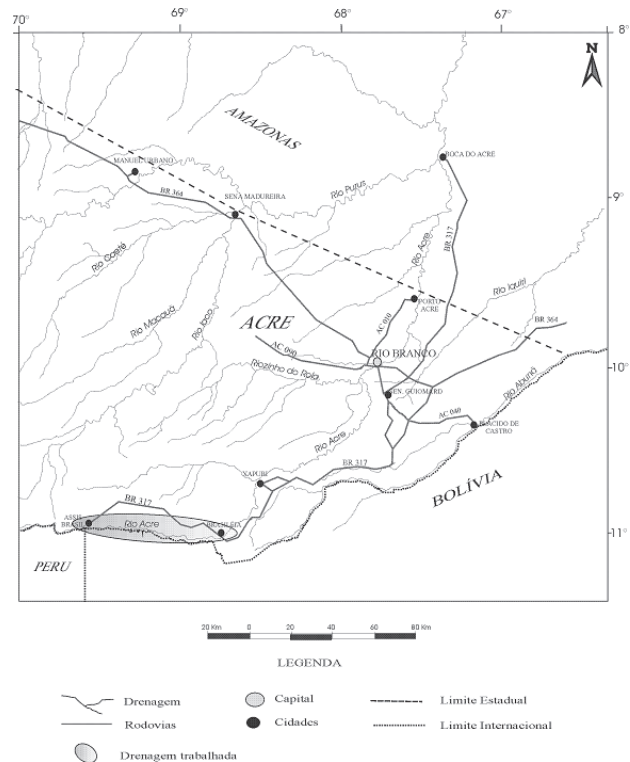 70°
69°
68°
67°
8°
N
AMAZONAS
BOCA DO ACRE
MANUEL URBANO
BR 364
SENA MADUREIRA
Rio Purus
9°
Rio Caeté
Rio Acre
BR 317
Rio Macauã
Rio Iaco
Rio Iquiri
PORTO
ACRE
AC 010
ACRE
BR 364
AC 090
RIO BRANCO
10°
Riozinho do Rola
SEN. GUIOMARD
Rio Abunã
AC 040
PLÁCIDO DE
CASTRO
Rio Acre
XAPURI
BR 317
BOLÍVIA
BR 317
ASSIS
BRASIL
Rio Acre
BRASILÉIA
11°
PERU
20 Km
0
20
40
60
80 Km
LEGENDA
Drenagem
Capital
Limite Estadual
Rodovias
Cidades
Limite Internacional
Drenagem trabalhada